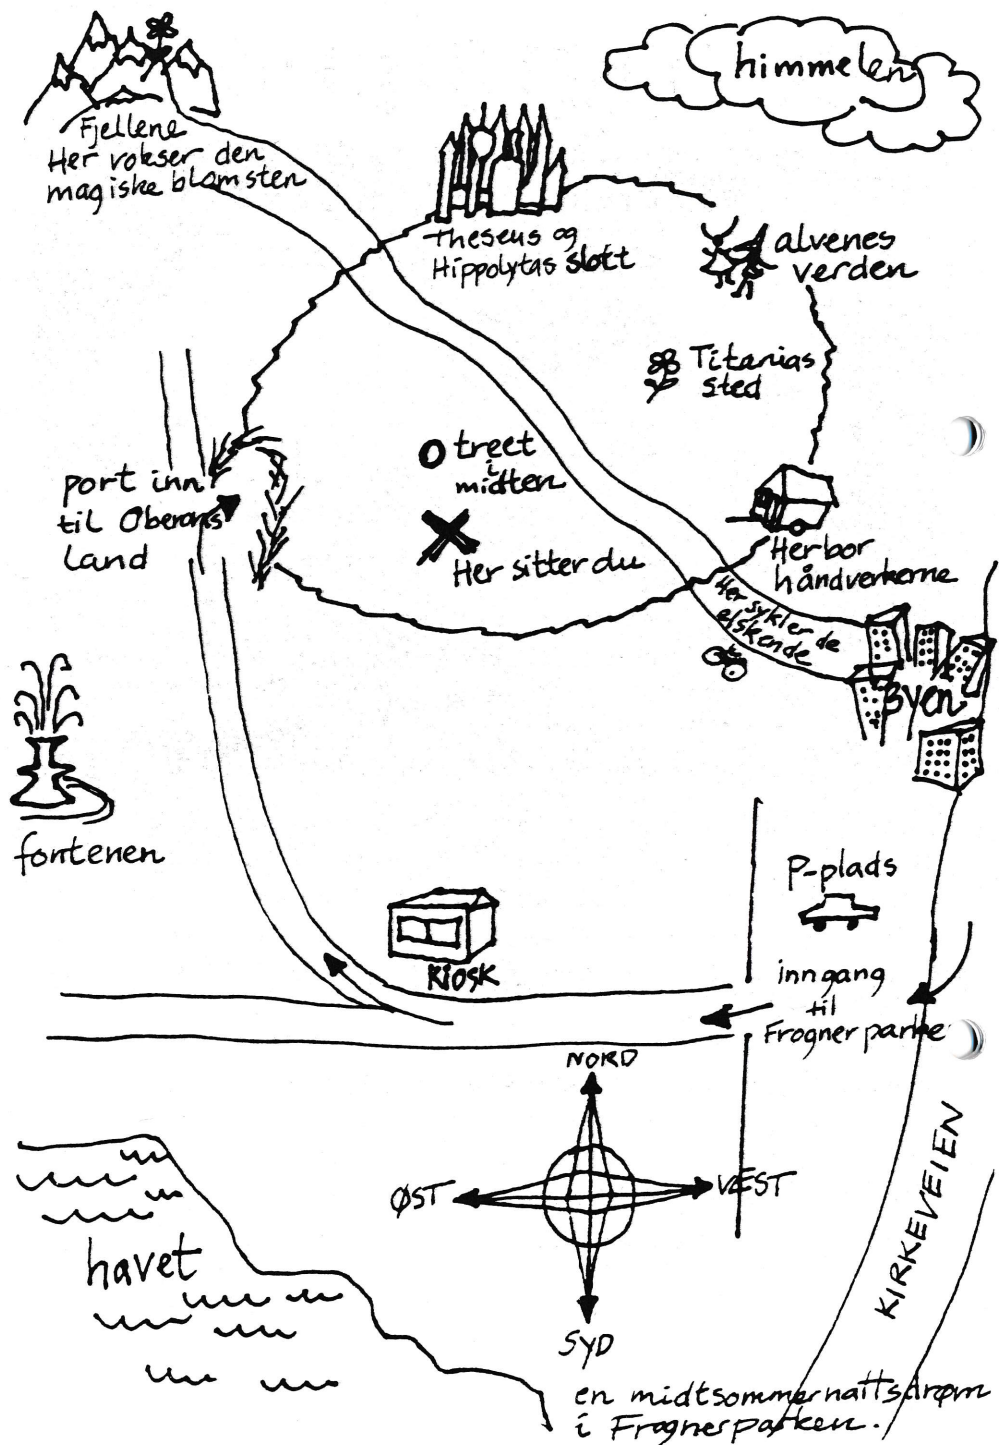 himmelen
Fjellene
Her vokser den
magiske blomsten
Theseus og
Hippolytas slott
alvenes
verden
Titanias
sted
treet
i
midten
port inn
til Oberons
Land
Her sitter du
Her bor
håndverkerne
Her sykler de
elskende
Byen
fontenen
P-plads
KIOSK
inngang
til
Frognerparke
NORD
ØST
VÆST
SYD
KIRKEVEIEN
havet
en midtsommernattsdrøm
i Frognerparken.